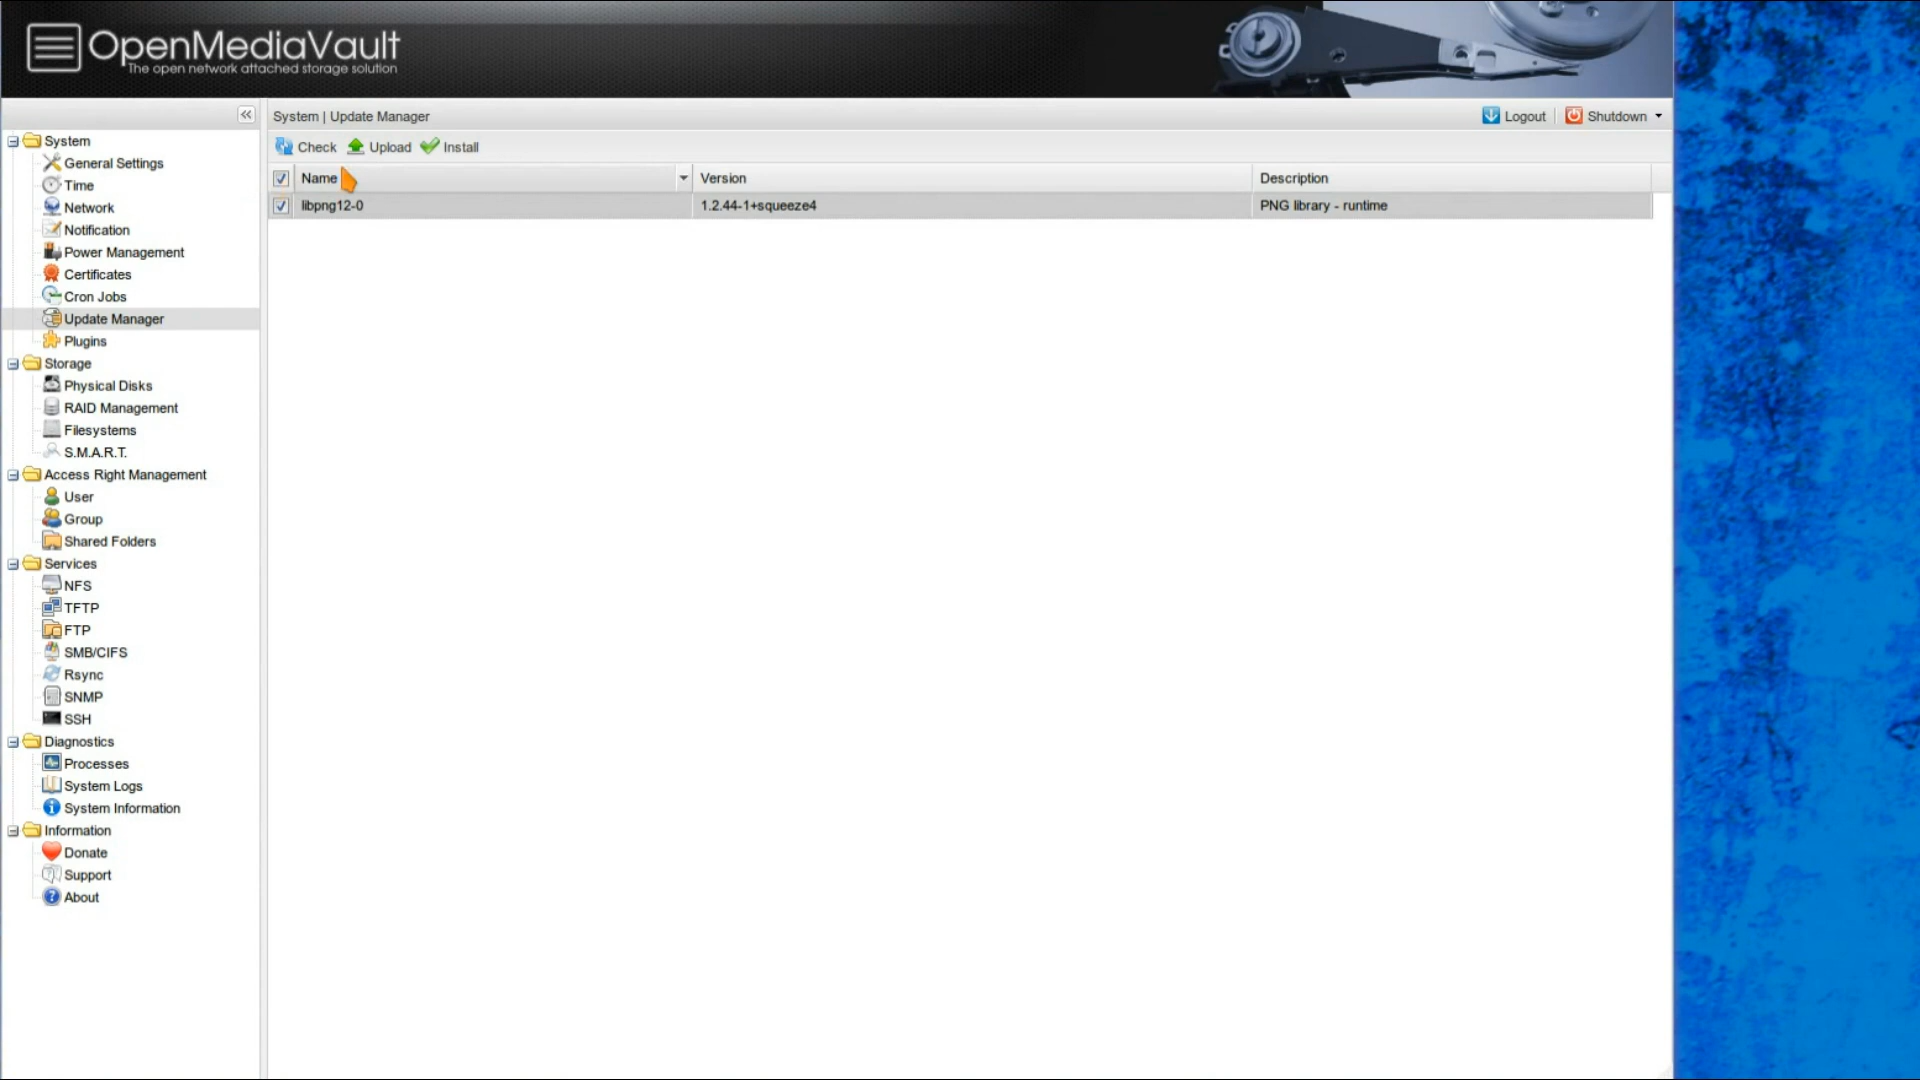 OpenMediaVault
The open network attached storage solution
System | Update Manager
Logout
Shutdown
Check
Upload
Install
Name
Version
Description
libpng12-0
1.2.44-1+squeeze4
PNG library - runtime
System
General Settings
Time
Network
Notification
Power Management
Certificates
Cron Jobs
Update Manager
Plugins
Storage
Physical Disks
RAID Management
Filesystems
S.M.A.R.T.
Access Right Management
User
Group
Shared Folders
Services
NFS
TFTP
FTP
SMB/CIFS
Rsync
SNMP
SSH
Diagnostics
Processes
System Logs
System Information
Information
Donate
Support
About